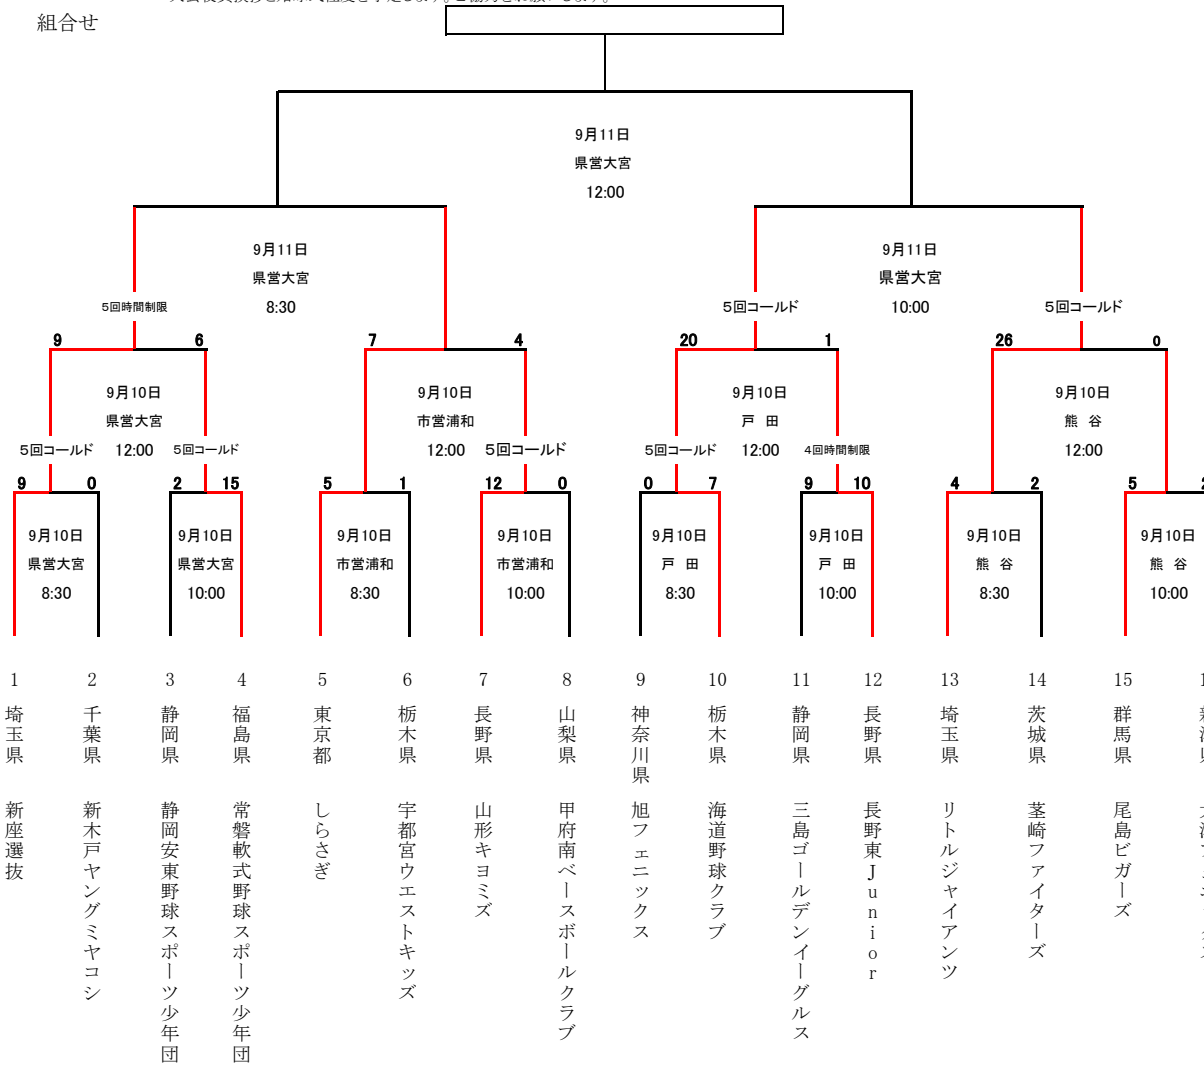 組合せ
9月11日
県営大宮
12:00
9月11日
県営大宮
8:30
9月11日
県営大宮
10:00
5回時間制限
5回コールド
5回コールド
9 6 7 4 20 1 26 0
9月10日
県営大宮
12:00
9月10日
市営浦和
12:00
9月10日
戸 田
12:00
9月10日
熊 谷
12:00
5回コールド
5回コールド
5回コールド
5回コールド
4回時間制限
9 0 2 15 5 1 12 0 0 7 9 10 4 2 5
9月10日
県営大宮
8:30
9月10日
県営大宮
10:00
9月10日
市営浦和
8:30
9月10日
市営浦和
10:00
9月10日
戸 田
8:30
9月10日
戸 田
10:00
9月10日
熊 谷
8:30
9月10日
熊 谷
10:00
1 2 3 4 5 6 7 8 9 10 11 12 13 14 15
埼玉県 新座選抜
千葉県 新木戸ヤングミヤコシ
静岡県 静岡安東野球スポーツ少年団
福島県 常磐軟式野球スポーツ少年団
東京都 しらさぎ
栃木県 宇都宮ウエストキッズ
長野県 山形キヨミズ
山梨県 甲府南ベースボールクラブ
神奈川県 旭フェニックス
栃木県 海道野球クラブ
静岡県 三島ゴールデンイーグルス
長野県 長野東Junior
埼玉県 リトルジャイアンツ
茨城県 茎崎ファイターズ
群馬県 尾島ビガーズ